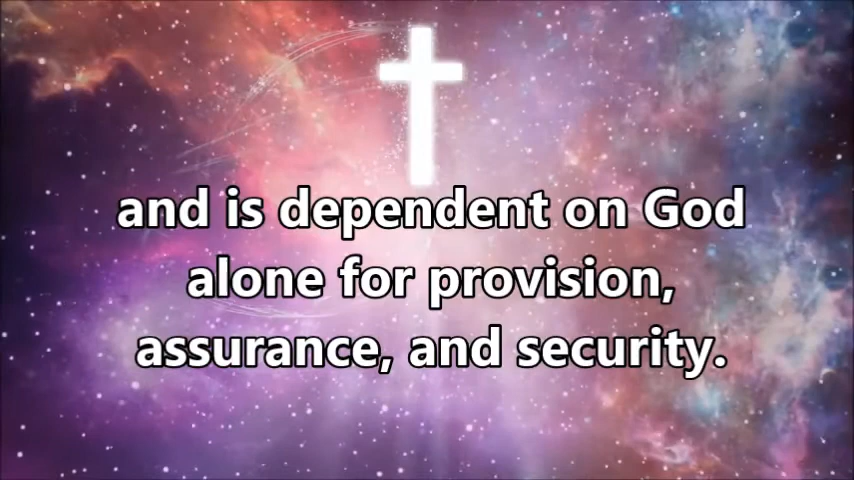 and is dependent on God
alone for provision,
assurance, and security.